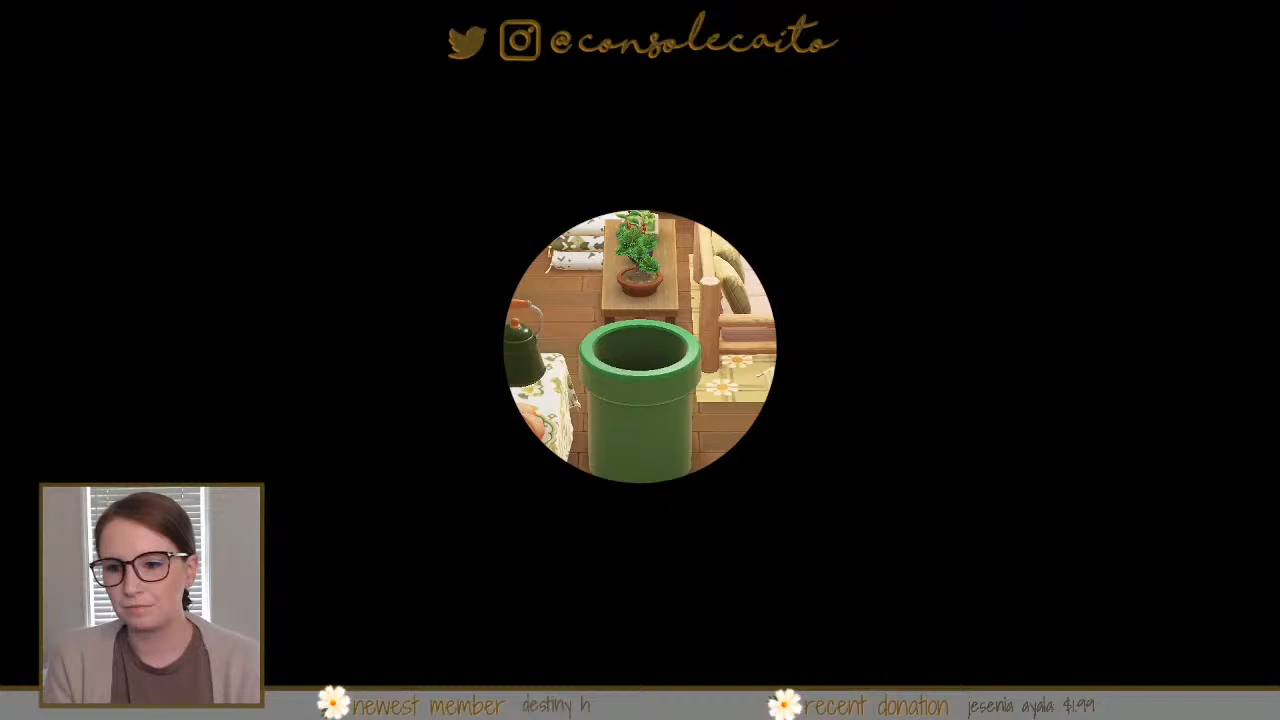 @consolecaito
newest member destiny h
recent donation jesenia ayala: $1.99